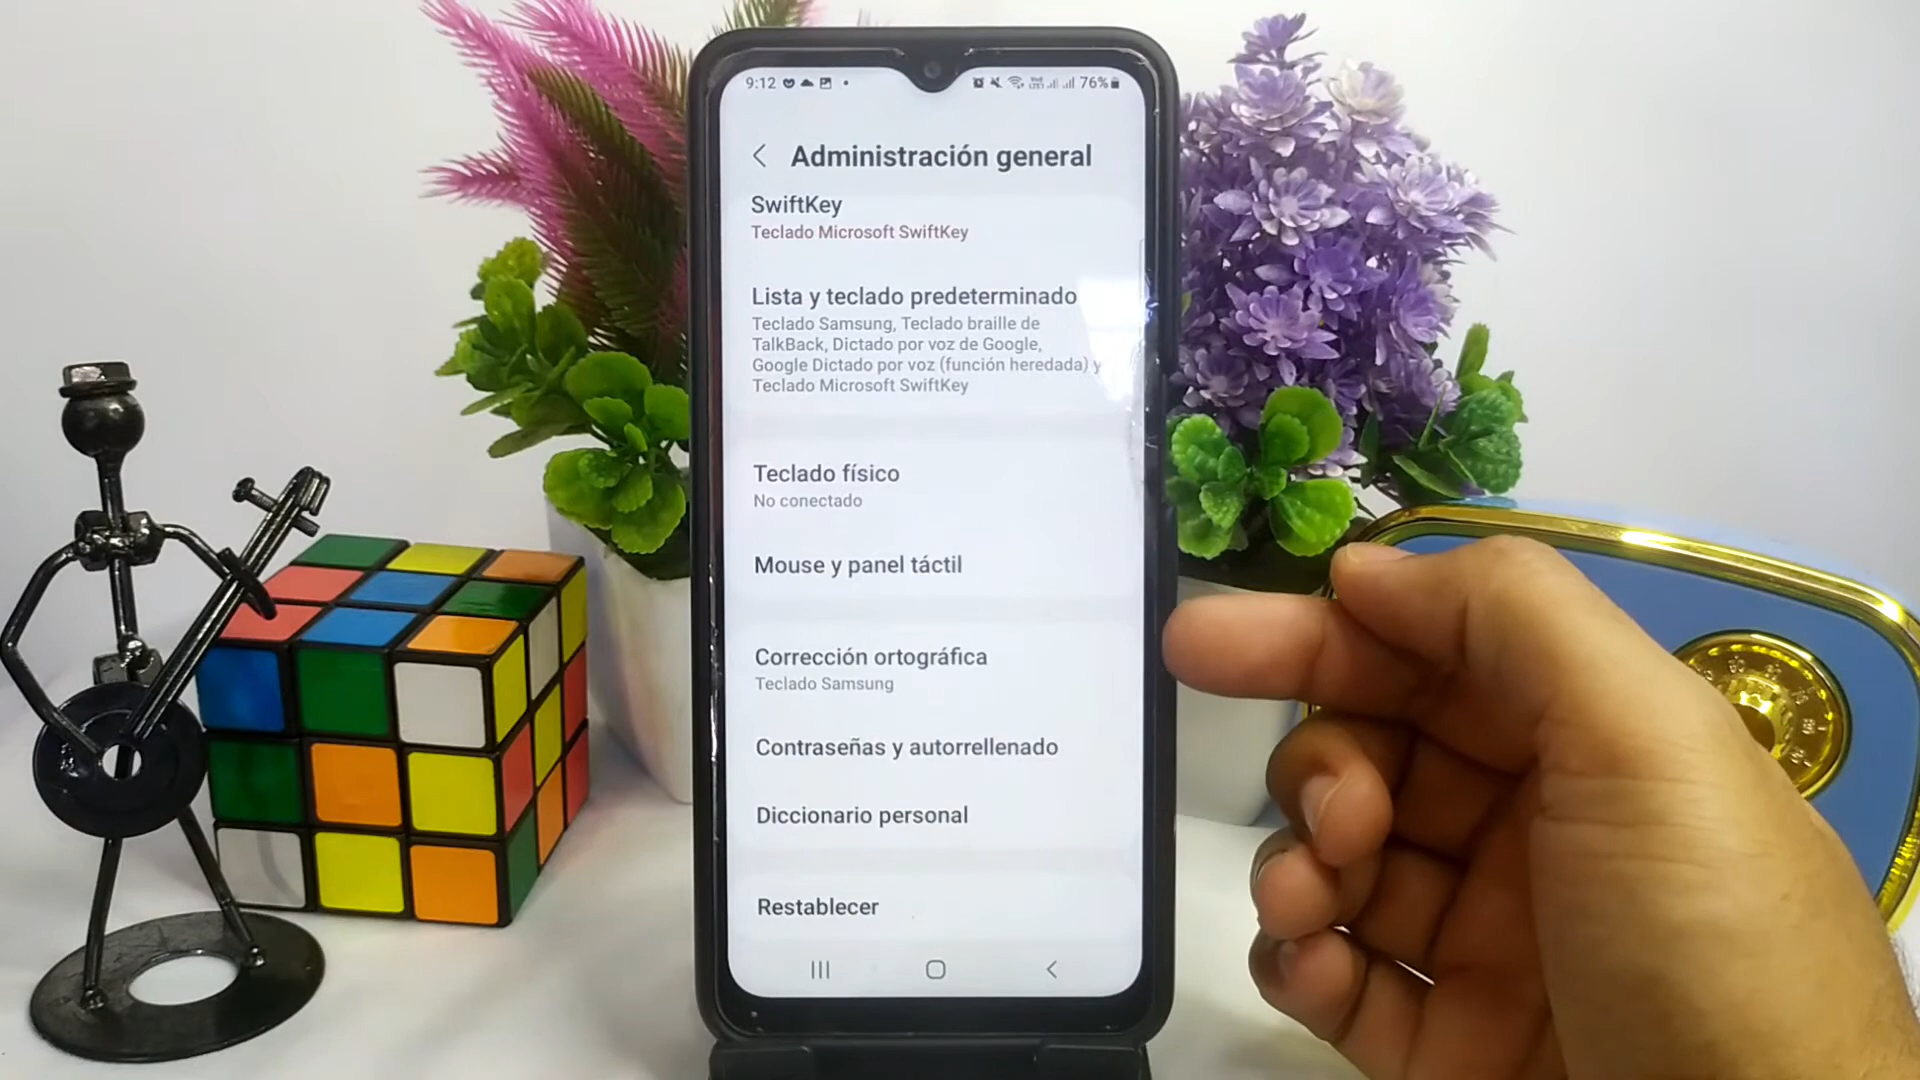 9:12
76%
Administración general
SwiftKey
Teclado Microsoft SwiftKey
Lista y teclado predeterminado
Teclado Samsung, Teclado braille de
TalkBack, Dictado por voz de Google,
Google Dictado por voz (función heredada) y
Teclado Microsoft SwiftKey
Teclado físico
No conectado
Mouse y panel táctil
Corrección ortográfica
Teclado Samsung
Contraseñas y autorrellenado
Diccionario personal
Restablecer